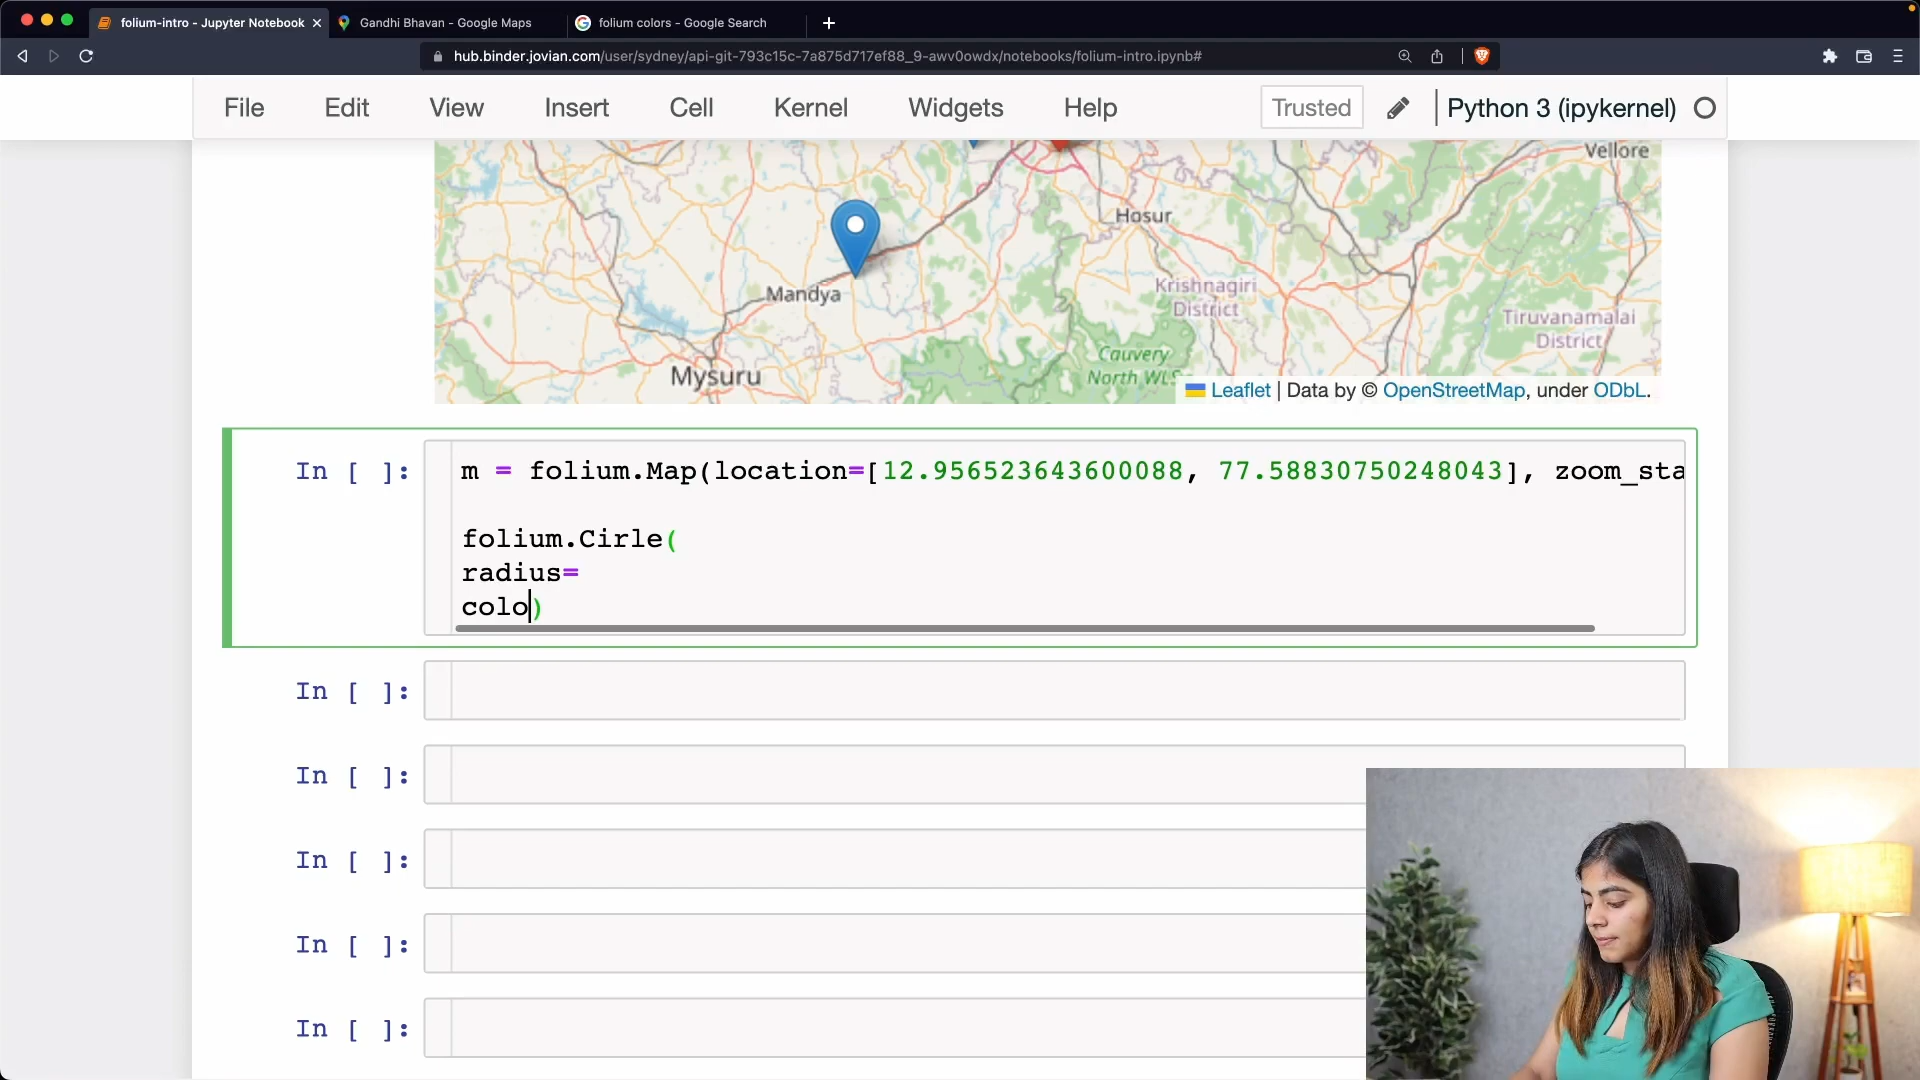 folium-intro - Jupyter Notebook
Gandhi Bhavan - Google Maps
folium colors - Google Search
hub.binder.jovian.com/user/sydney/api-git-793c15c-7a875d717ef88_9-awv0owdx/notebooks/folium-intro.ipynb#
File Edit View Insert Cell Kernel Widgets Help Trusted Python 3 (ipykernel)
Vellore
Hosur
Mandya
Krishnagiri
District
Tiruvanamalai
District
Cauvery
North WLS
Mysuru
Leaflet | Data by © OpenStreetMap, under ODbL.
In [ ]: m = folium.Map(location=[12.956523643600088, 77.58830750248043], zoom_sta
folium.Cirle(
radius=
colo)
In [ ]:
In [ ]:
In [ ]:
In [ ]:
In [ ]: